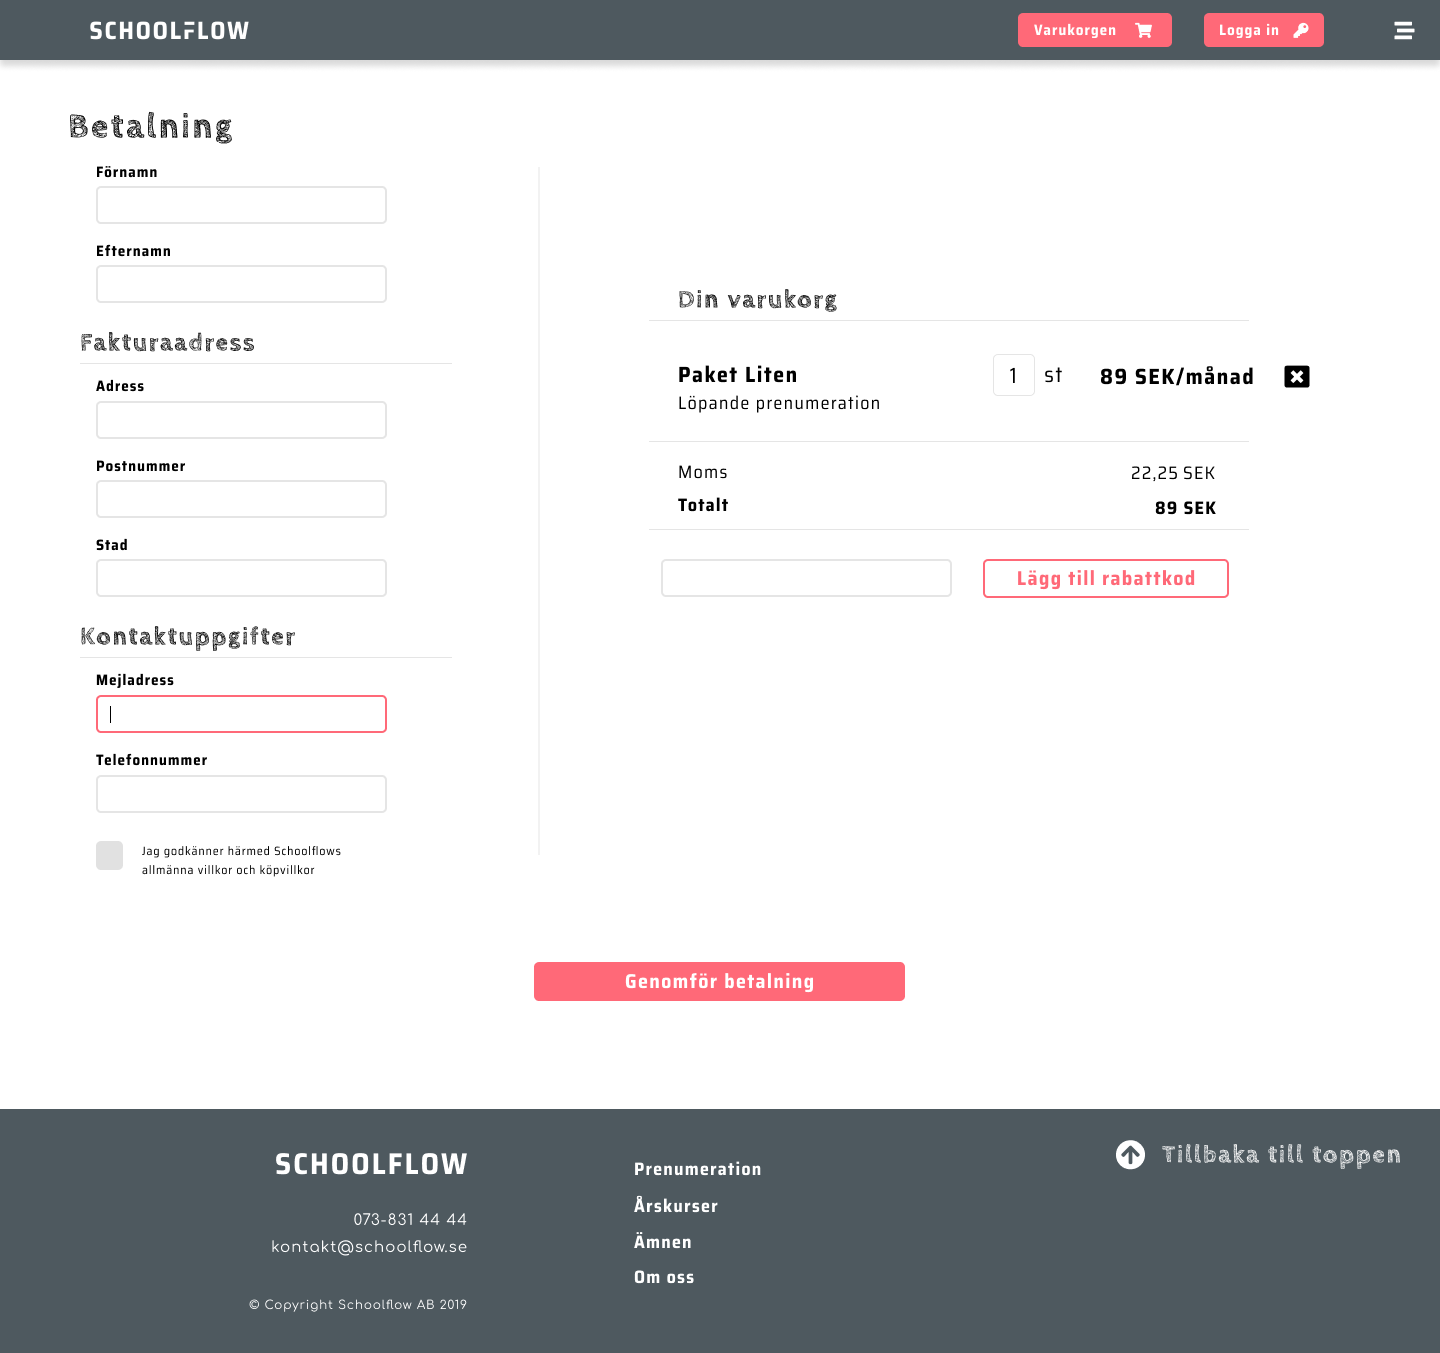 SCHOOLFLOW
Varukorgen
Logga in
Betalning
Förnamn
Efternamn
Fakturaadress
Adress
Postnummer
Stad
Kontaktuppgifter
Mejladress
Telefonnummer
Jag godkänner härmed Schoolflows
allmänna villkor och köpvillkor
Din varukorg
Paket Liten 1 st 89 SEK/månad
Löpande prenumeration
Moms 22,25 SEK
Totalt 89 SEK
Lägg till rabattkod
Genomför betalning
SCHOOLFLOW
073-831 44 44
kontakt@schoolflow.se
© Copyright Schoolflow AB 2019
Prenumeration
Årskurser
Ämnen
Om oss
Tillbaka till toppen